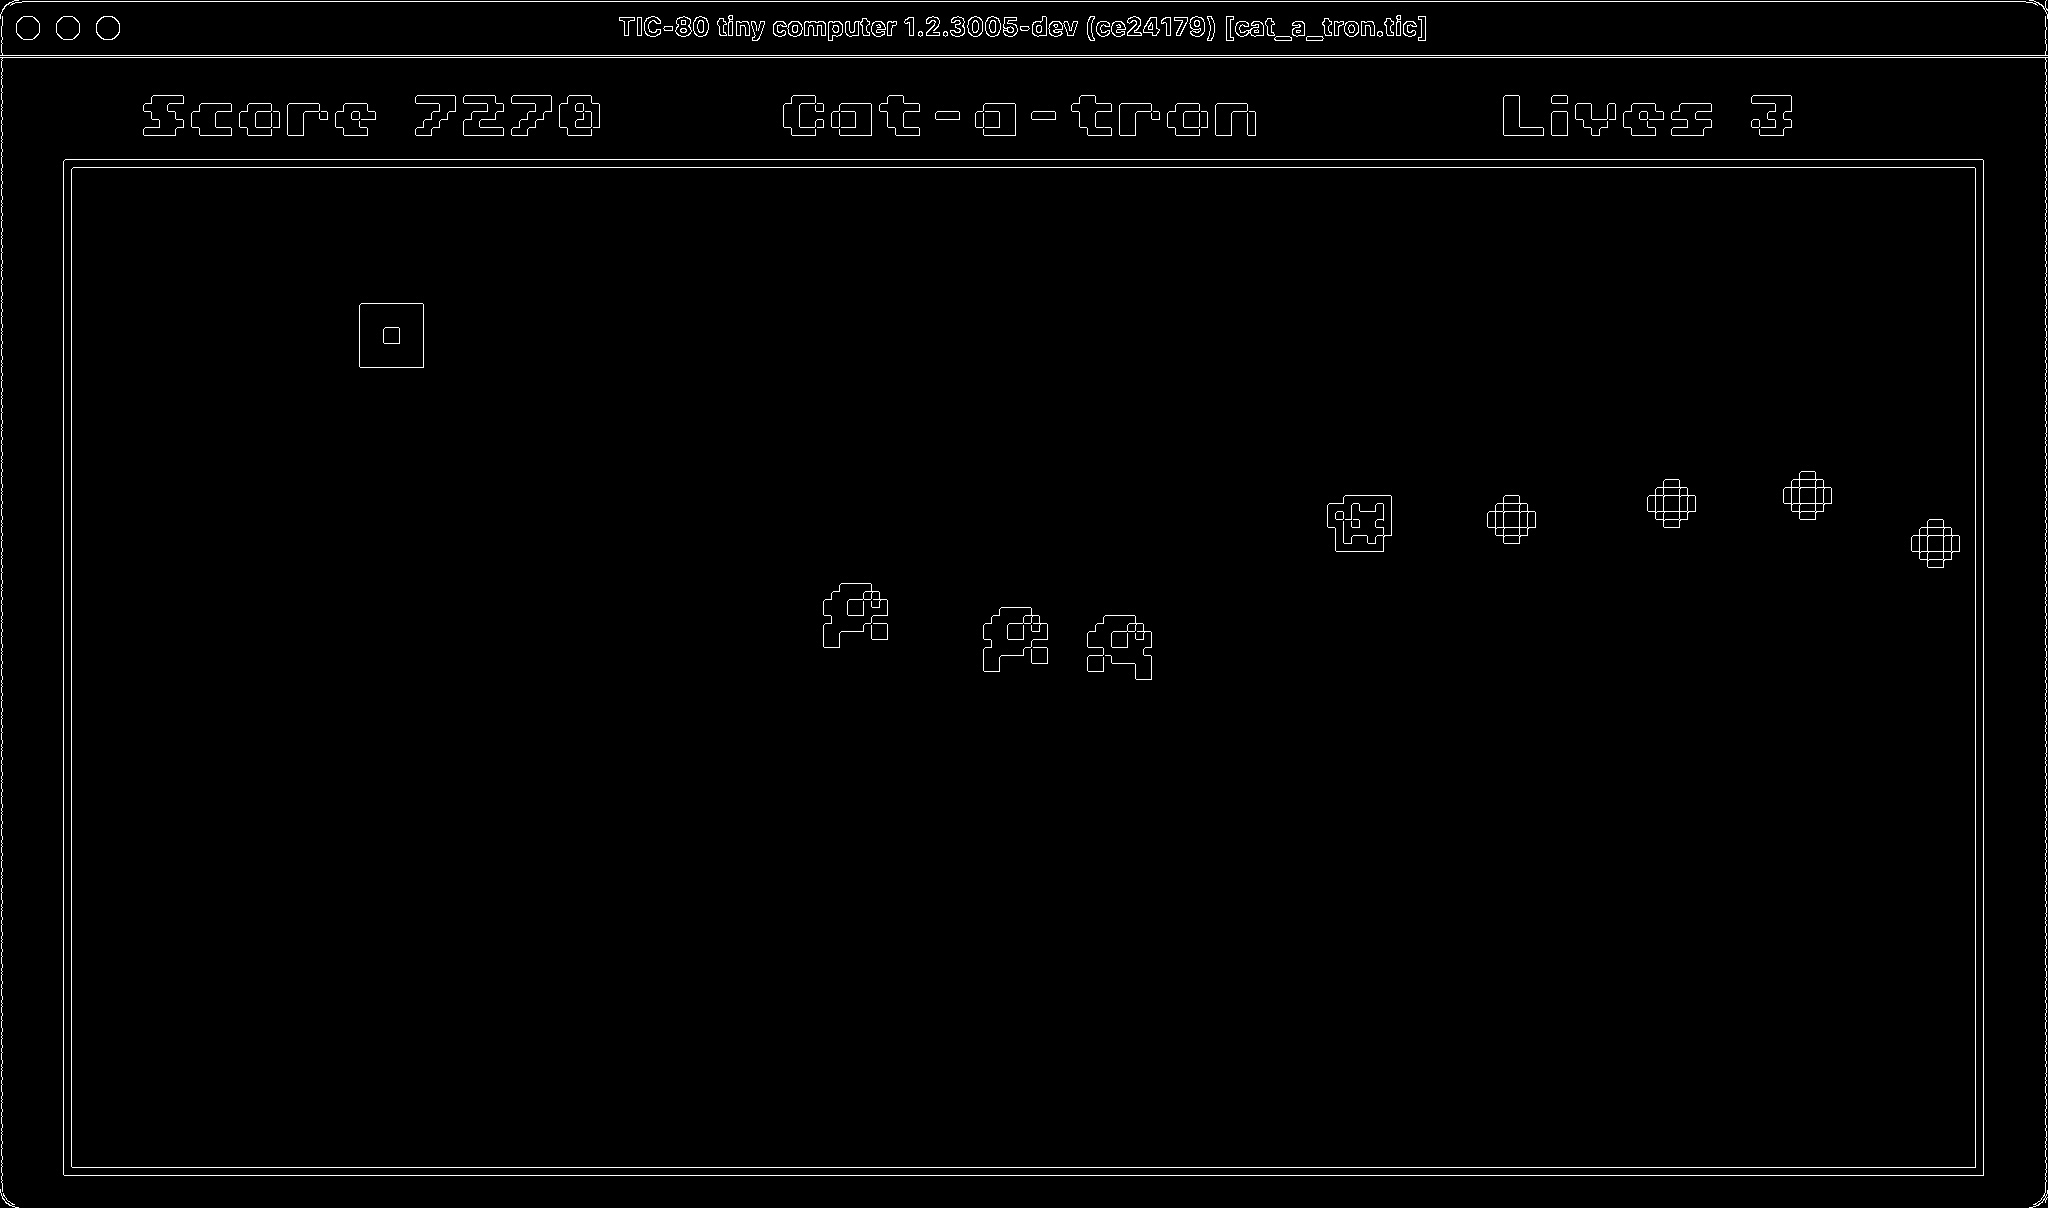 TIC-80 tiny computer 1.2.3005-dev (ce24179) [cat_a_tron.tic]
Score 7270 Cat-a-tron Lives 3